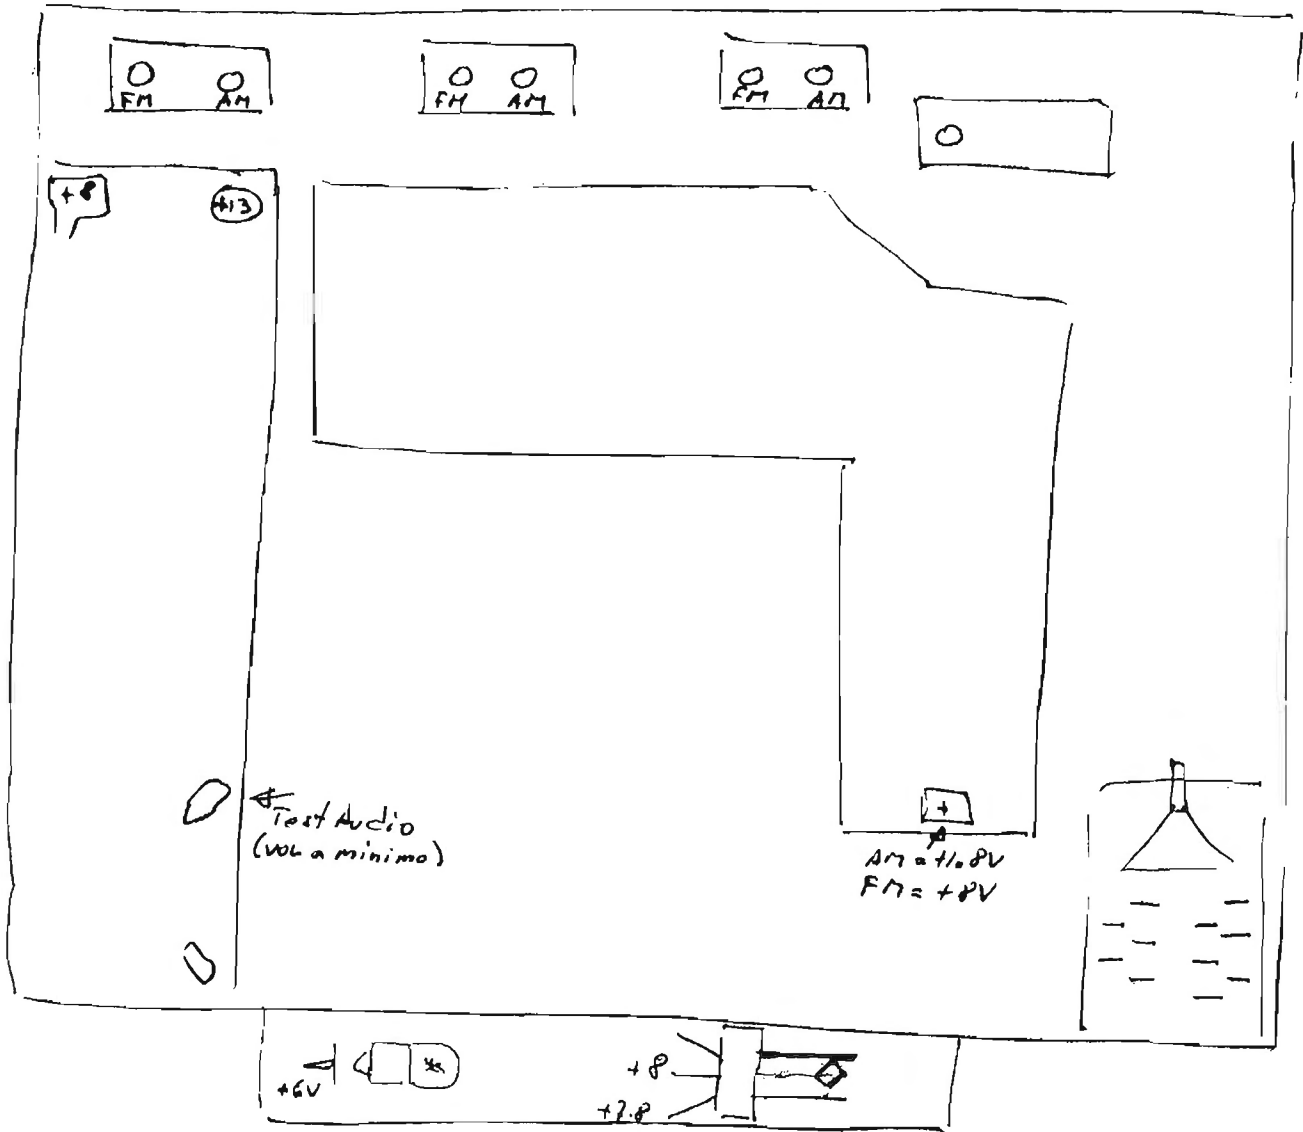 FM AM
FM AM
FM AM
+8
+13
+
Test Audio
(vol a minimo)
AM = +1.8V
FM = +8V
+6V
+8
+7.8